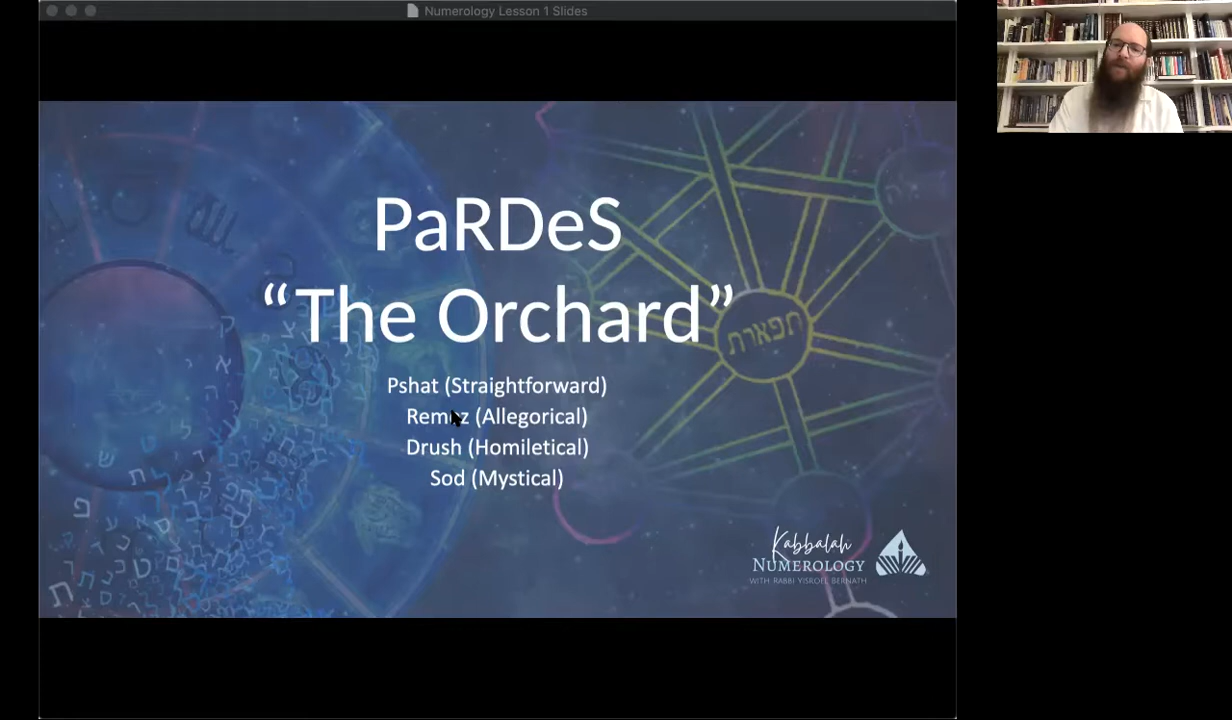 Numerology Lesson 1 Slides
PaRDeS
“The Orchard”
Pshat (Straightforward)
Remez (Allegorical)
Drush (Homiletical)
Sod (Mystical)
תפארת
Kabbalah
NUMEROLOGY
WITH RABBI YISROEL BERNATH